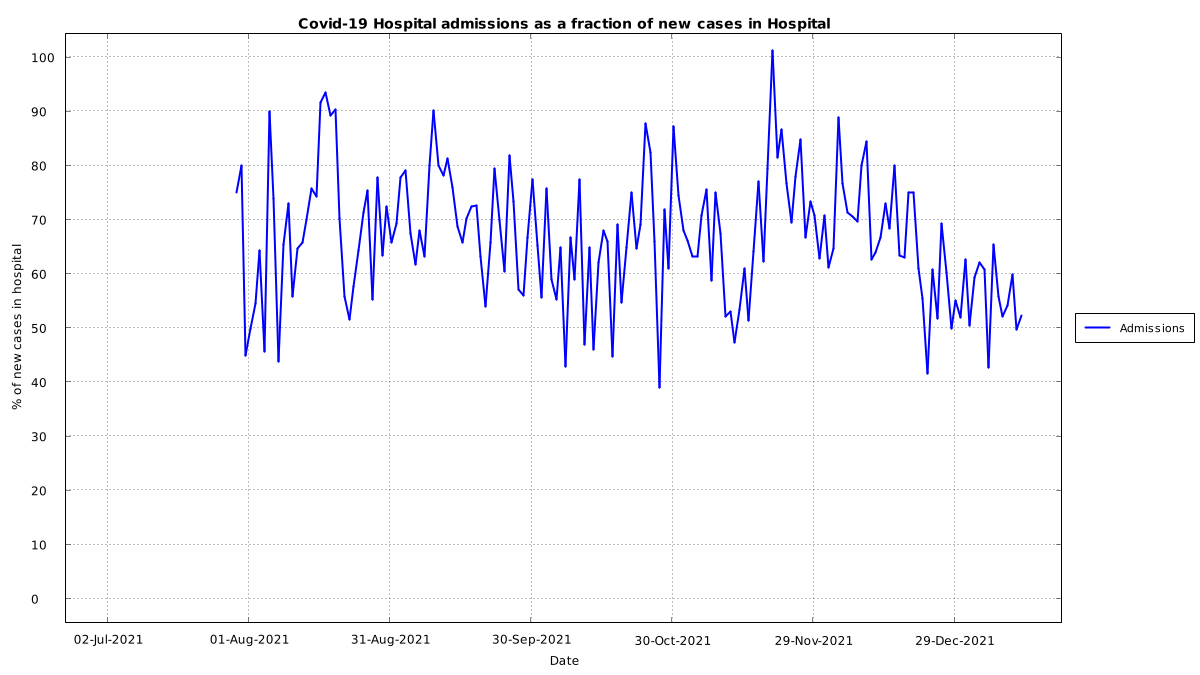 Covid-19 Hospital admissions as a fraction of new cases in Hospital
100
90
80
70
60
50
40
30
20
10
0
% of new cases in hospital
02-Jul-2021 01-Aug-2021 31-Aug-2021 30-Sep-2021 30-Oct-2021 29-Nov-2021 29-Dec-2021
Date
Admissions